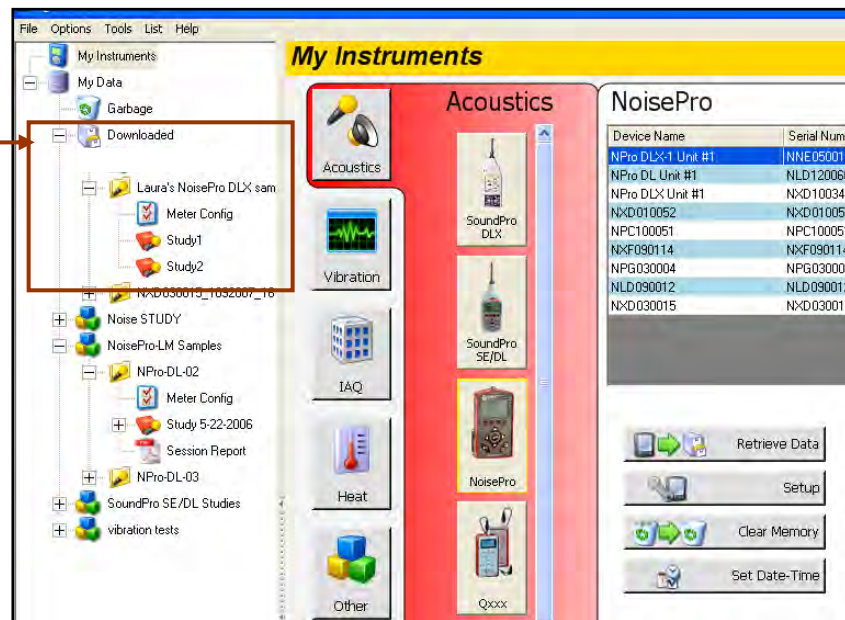 File Options Tools List Help
My Instruments
My Data
Garbage
Downloaded
Laura's NoisePro DLX sam
Meter Config
Study1
Study2
NXD030015_1092007_16
Noise STUDY
NoisePro-LM Samples
NPro-DL-02
Meter Config
Study 5-22-2006
Session Report
NPro-DL-03
SoundPro SE/DL Studies
vibration tests
My Instruments
Acoustics
Vibration
IAQ
Heat
Other
Acoustics
SoundPro
DLX
SoundPro
SE/DL
NoisePro
Qxxx
NoisePro
Device Name Serial Num
NPro DLX-1 Unit #1 NNE05001
NPro DL Unit #1 NLD12006
NPro DLX Unit #1 NXD10034
NXD010052 NXD01005
NPC100051 NPC10005
NXF090114 NXF090114
NPG030004 NPG03000
NLD090012 NLD090012
NXD030015 NXD03001
Retrieve Data
Setup
Clear Memory
Set Date-Time